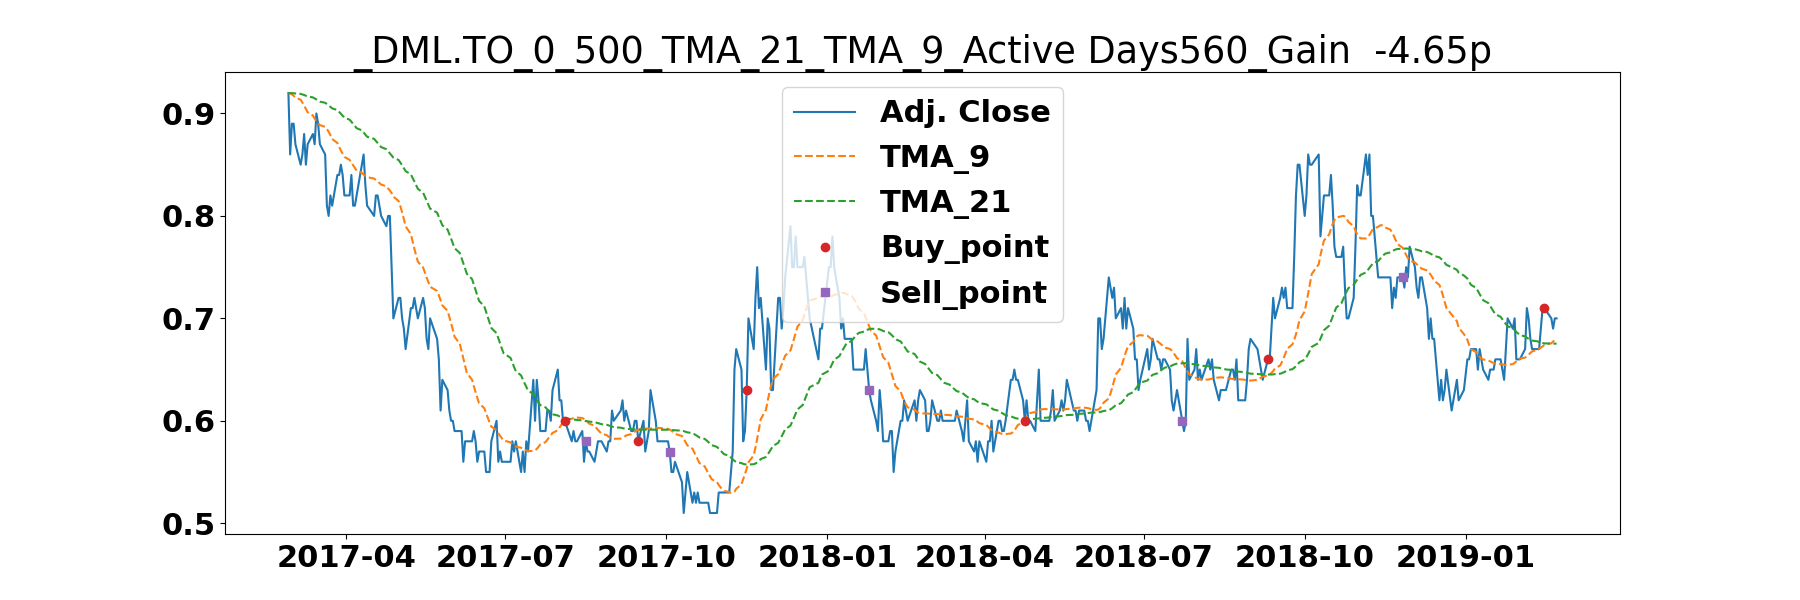 _DML.TO_0_500_TMA_21_TMA_9_Active Days560_Gain  -4.65p
Adj. Close
TMA_9
TMA_21
Buy_point
Sell_point
0.9
0.8
0.7
0.6
0.5
2017-04 2017-07 2017-10 2018-01 2018-04 2018-07 2018-10 2019-01